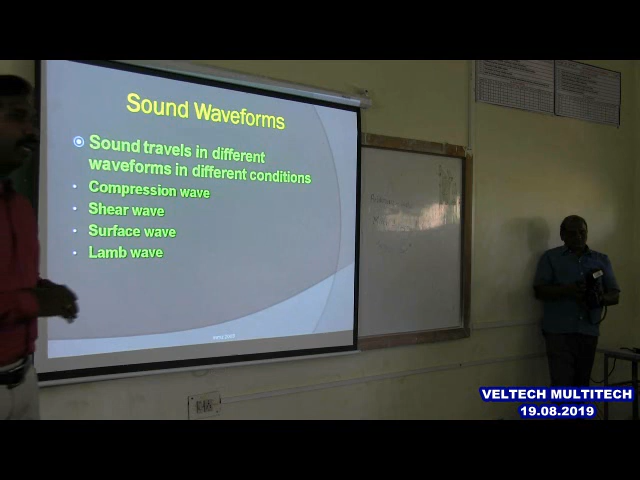 Sound Waveforms
Sound travels in different
waveforms in different conditions
Compression wave
Shear wave
Surface wave
Lamb wave
VELTECH MULTITECH
19.08.2019